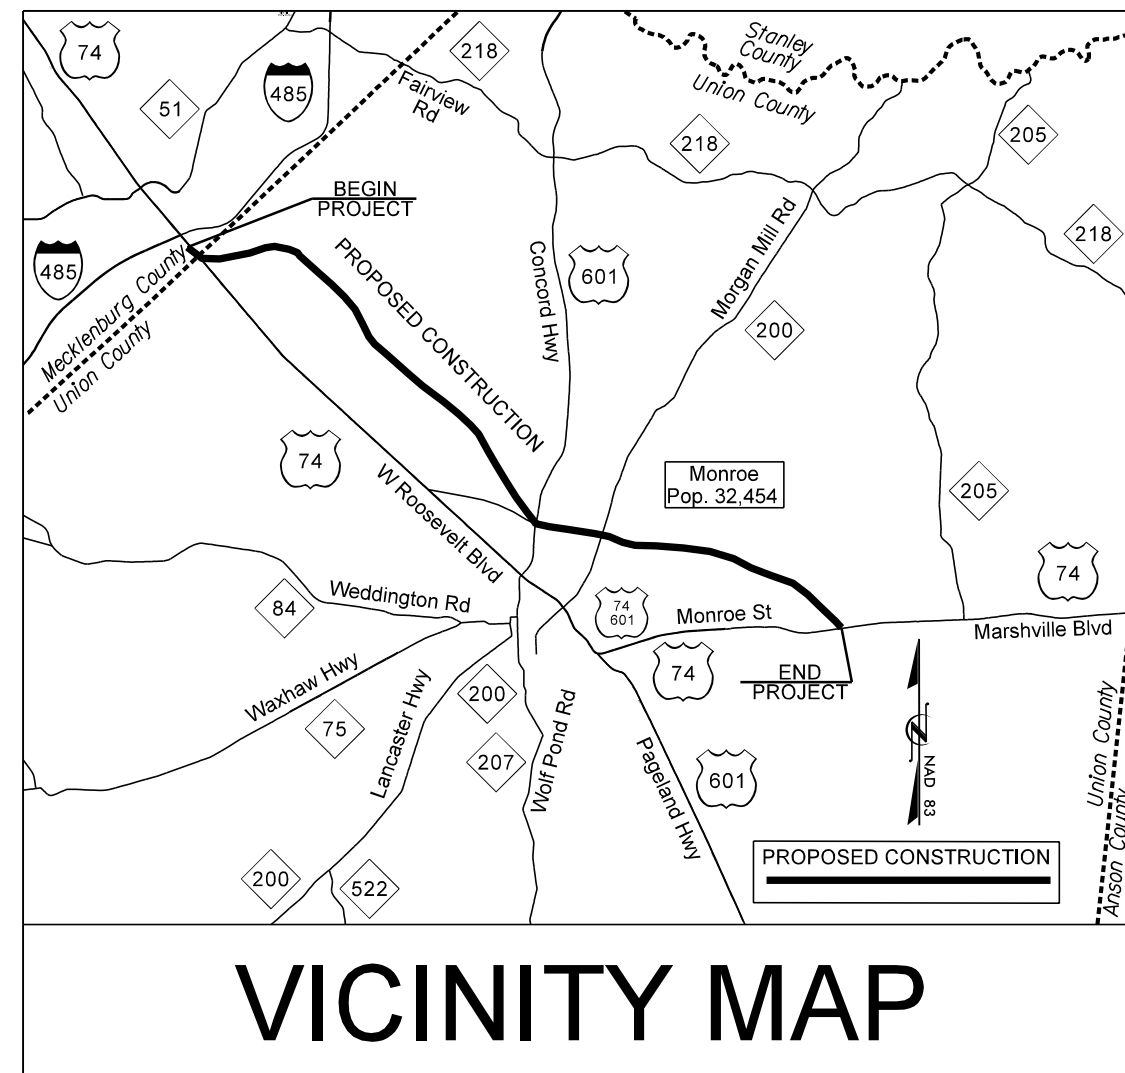 74
51
485
218
Fairview
Rd
Stanley
County
Union County
218
205
218
BEGIN
PROJECT
485
Mecklenburg County
Union County
PROPOSED CONSTRUCTION
Concord Hwy
601
Morgan Mill Rd
200
74
W Roosevelt Blvd
Monroe
Pop. 32,454
205
74
84
Weddington Rd
74
601
Monroe St
Marshville Blvd
Waxhaw Hwy
75
Lancaster Hwy
200
207
Wolf Pond Rd
74
END
PROJECT
Pageland Hwy
601
NAD 83
Union County
Anson County
200
522
PROPOSED CONSTRUCTION
VICINITY MAP